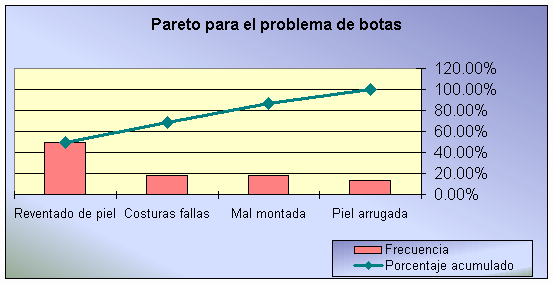 Pareto para el problema de botas
120.00%
100.00%
80.00%
60.00%
40.00%
20.00%
0.00%
Reventado de piel Costuras fallas Mal montada Piel arrugada
Frecuencia
Porcentaje acumulado